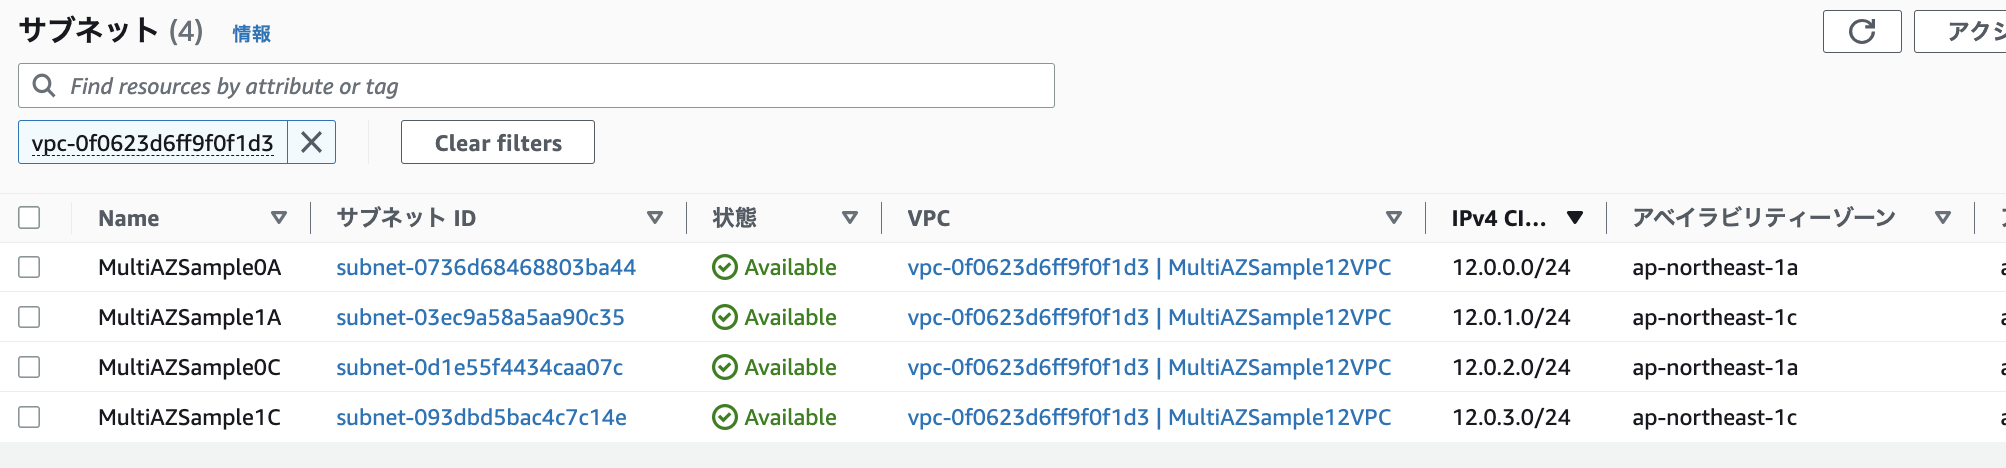 サブネット (4) 情報
アクシ
Find resources by attribute or tag
vpc-0f0623d6ff9f0f1d3 Clear filters
Name サブネット ID 状態 VPC IPv4 CI... アベイラビリティーゾーン
MultiAZSample0A subnet-0736d68468803ba44 Available vpc-0f0623d6ff9f0f1d3 | MultiAZSample12VPC 12.0.0.0/24 ap-northeast-1a
MultiAZSample1A subnet-03ec9a58a5aa90c35 Available vpc-0f0623d6ff9f0f1d3 | MultiAZSample12VPC 12.0.1.0/24 ap-northeast-1c
MultiAZSample0C subnet-0d1e55f4434caa07c Available vpc-0f0623d6ff9f0f1d3 | MultiAZSample12VPC 12.0.2.0/24 ap-northeast-1a
MultiAZSample1C subnet-093dbd5bac4c7c14e Available vpc-0f0623d6ff9f0f1d3 | MultiAZSample12VPC 12.0.3.0/24 ap-northeast-1c